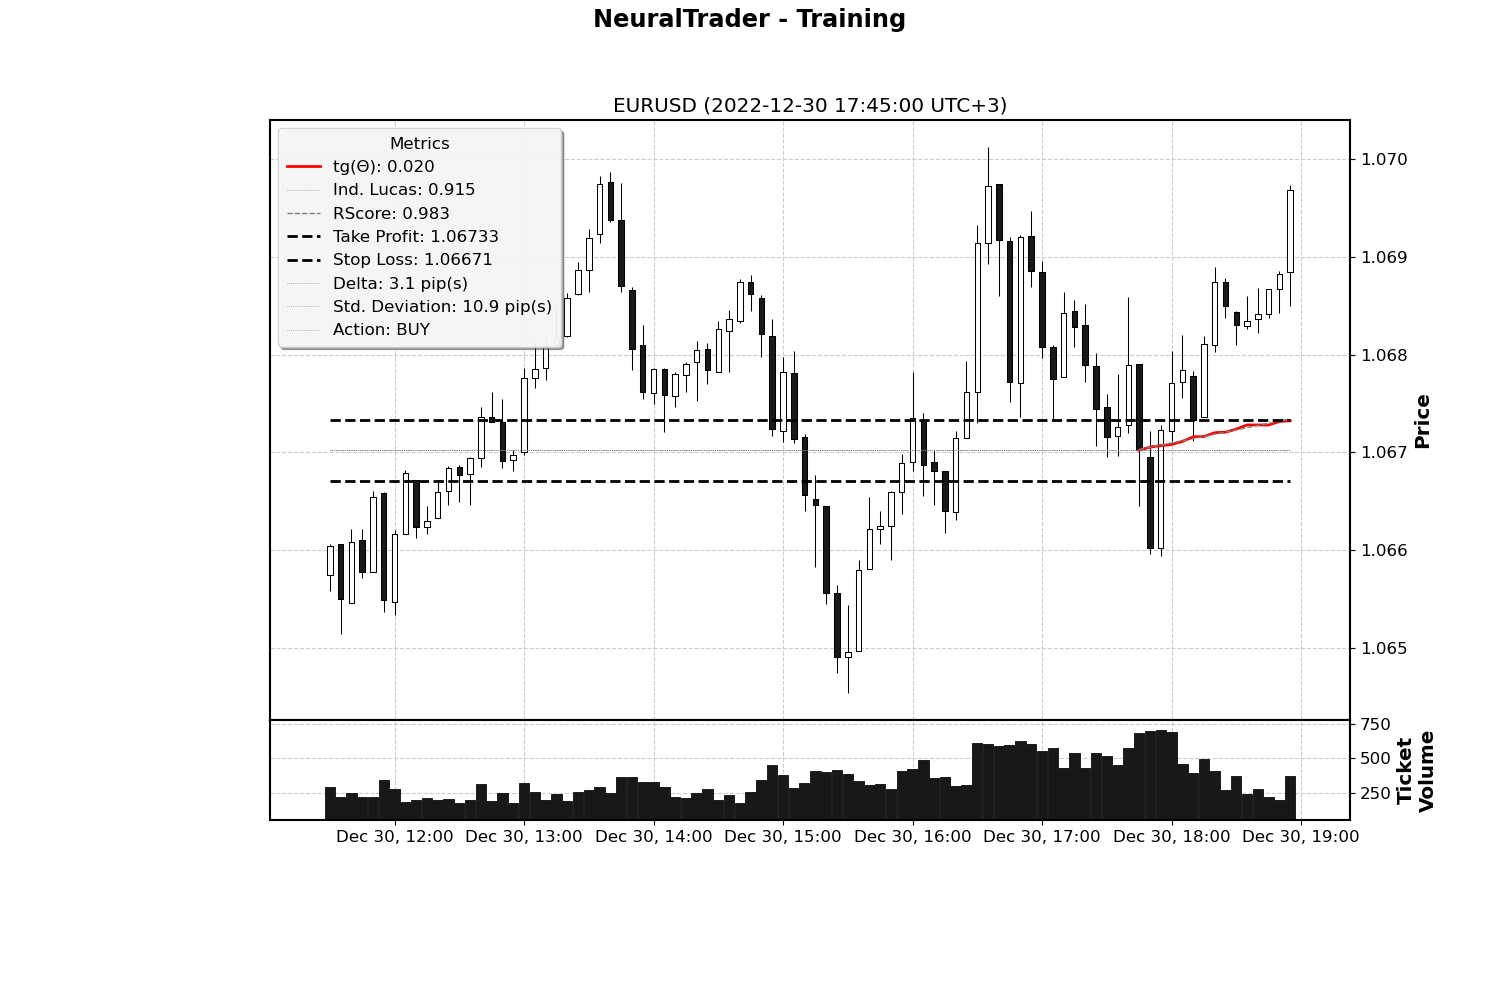 NeuralTrader - Training
EURUSD (2022-12-30 17:45:00 UTC+3)
Metrics
tg(Θ): 0.020
Ind. Lucas: 0.915
RScore: 0.983
Take Profit: 1.06733
Stop Loss: 1.06671
Delta: 3.1 pip(s)
Std. Deviation: 10.9 pip(s)
Action: BUY
1.070
1.069
1.068
1.067
1.066
1.065
Price
750
500
250
Ticket
Volume
Dec 30, 12:00 Dec 30, 13:00 Dec 30, 14:00 Dec 30, 15:00 Dec 30, 16:00 Dec 30, 17:00 Dec 30, 18:00 Dec 30, 19:00